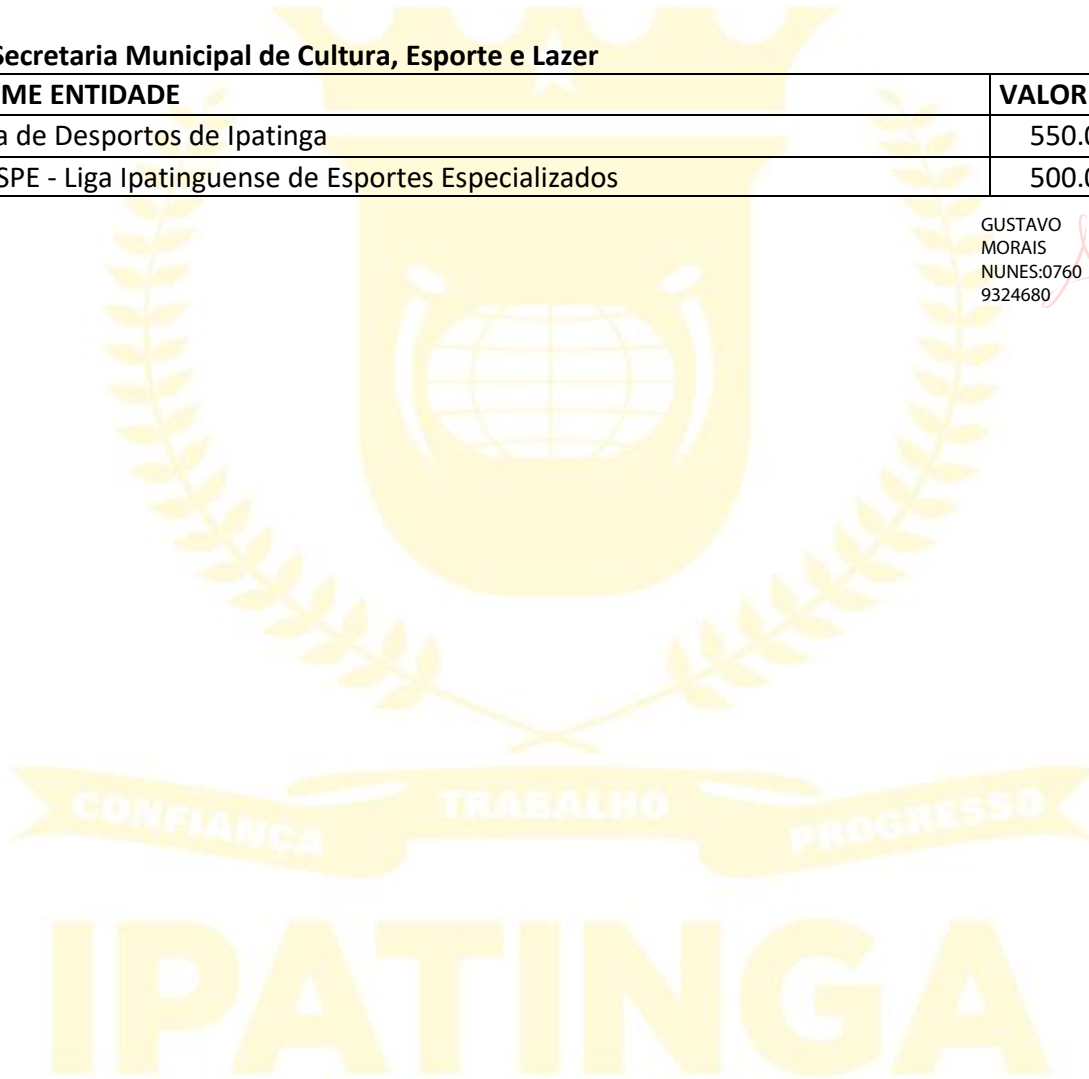 Secretaria Municipal de Cultura, Esporte e Lazer
ME ENTIDADE VALOR
a de Desportos de Ipatinga 550.0
SPE - Liga Ipatinguense de Esportes Especializados 500.0
GUSTAVO
MORAIS
NUNES:0760
9324680
CONFIANÇA TRABALHO PROGRESSO
IPATINGA